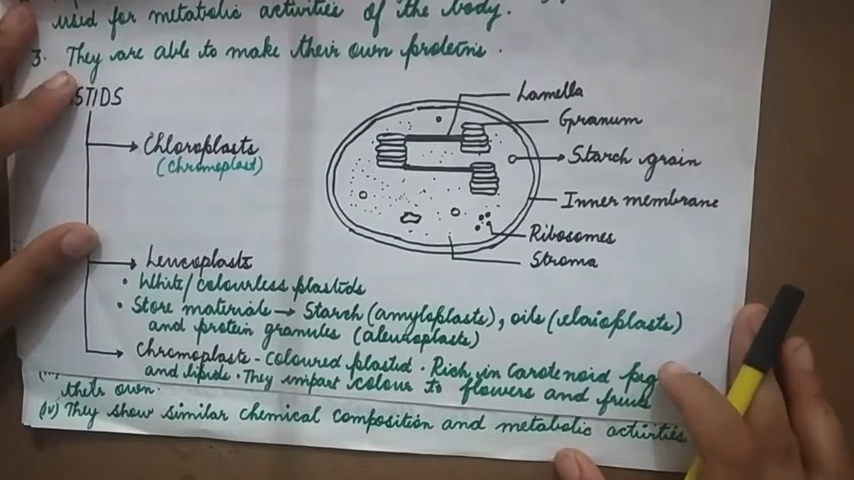 used for metabolic activities of the body.
3. They are able to make their own proteins.
STIDS
Chloroplasts
(Chromoplast)
Lamella
Granum
Starch grain
Inner membrane
Ribosomes
Stroma
Leucoplasts
• White/colourless plastids
• Store materials → Starch (amyloplasts), oils (elaioplasts)
and protein granules (aleuroplasts)
Chromoplasts - coloured plastid. Rich in Carotenoid
and lipids. They impart colour to flowers and fruits
theirs own.
(iv) They show similar chemical composition and metabolic activities